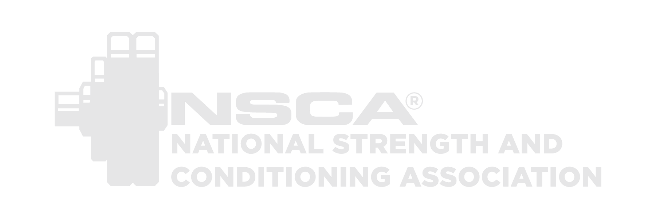 NSCA®
NATIONAL STRENGTH AND
CONDITIONING ASSOCIATION